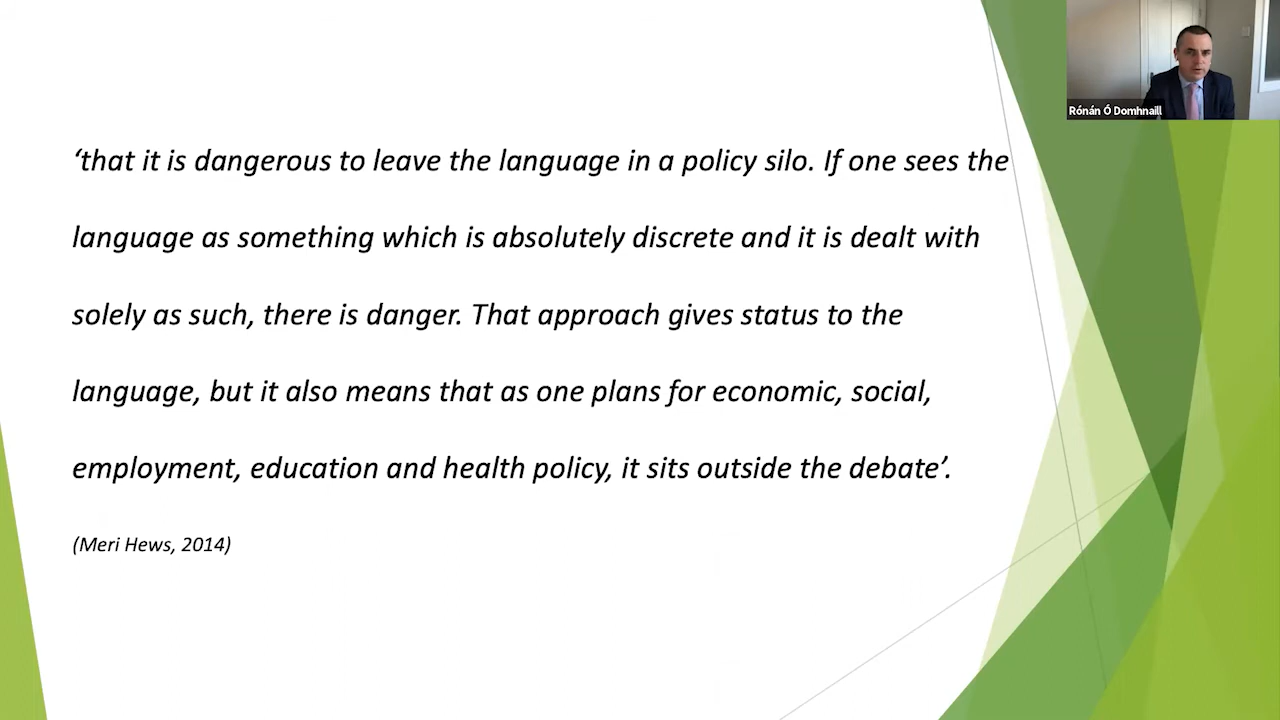 Rónán Ó Domhnaill
‘that it is dangerous to leave the language in a policy silo. If one sees the
language as something which is absolutely discrete and it is dealt with
solely as such, there is danger. That approach gives status to the
language, but it also means that as one plans for economic, social,
employment, education and health policy, it sits outside the debate’.
(Meri Hews, 2014)